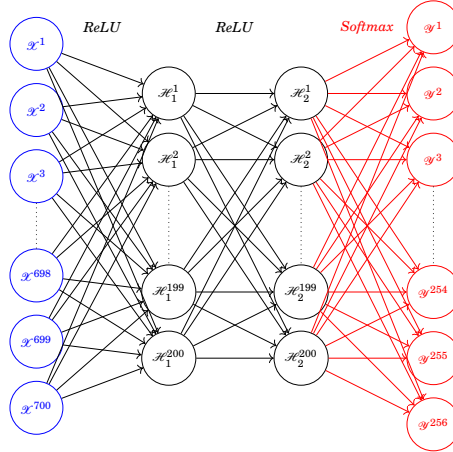 ReLU ReLU Softmax
𝒳¹ 𝒳² 𝒳³ 𝒳⁶⁹⁸ 𝒳⁶⁹⁹ 𝒳⁷⁰⁰
ℋ₁¹ ℋ₁² ℋ₁¹⁹⁹ ℋ₁²⁰⁰
ℋ₂¹ ℋ₂² ℋ₂¹⁹⁹ ℋ₂²⁰⁰
𝒴¹ 𝒴² 𝒴³ 𝒴²⁵⁴ 𝒴²⁵⁵ 𝒴²⁵⁶